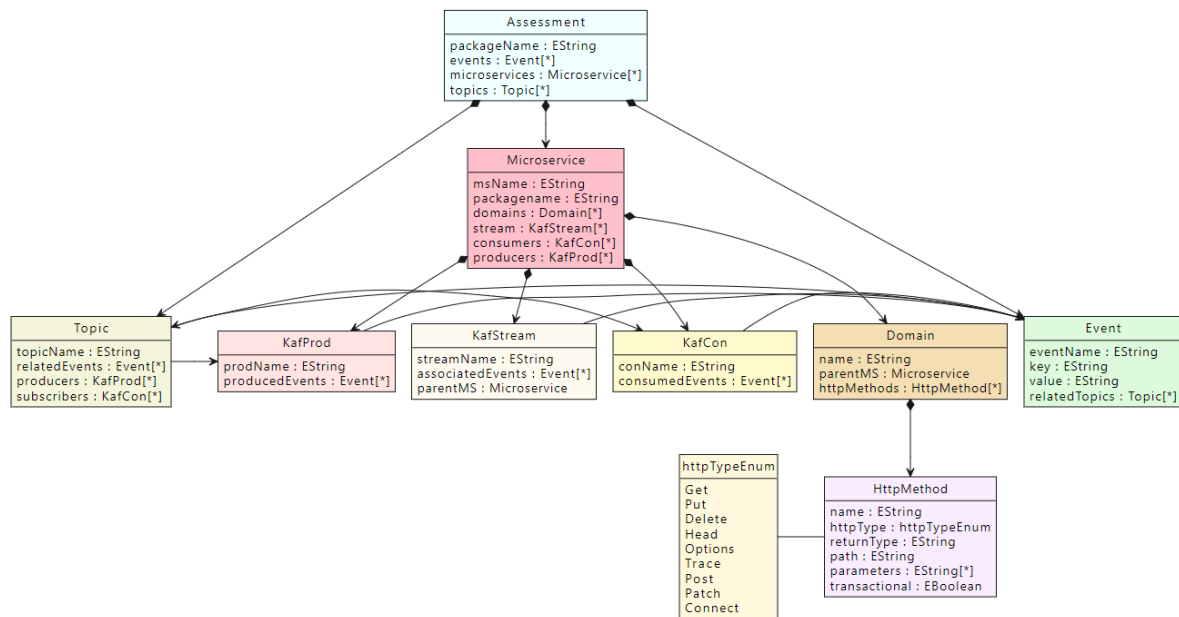 Assessment
packageName : EString
events : Event[*]
microservices : Microservice[*]
topics : Topic[*]
Microservice
msName : EString
packagename : EString
domains : Domain[*]
stream : KafStream[*]
consumers : KafCon[*]
producers : KafProd[*]
Topic
topicName : EString
relatedEvents : Event[*]
producers : KafProd[*]
subscribers : KafCon[*]
KafProd
prodName : EString
producedEvents : Event[*]
KafStream
streamName : EString
associatedEvents : Event[*]
parentMS : Microservice
KafCon
conName : EString
consumedEvents : Event[*]
Domain
name : EString
parentMS : Microservice
httpMethods : HttpMethod[*]
Event
eventName : EString
key : EString
value : EString
relatedTopics : Topic[*]
httpTypeEnum
Get
Put
Delete
Head
Options
Trace
Post
Patch
Connect
HttpMethod
name : EString
httpType : httpTypeEnum
returnType : EString
path : EString
parameters : EString[*]
transactional : EBoolean